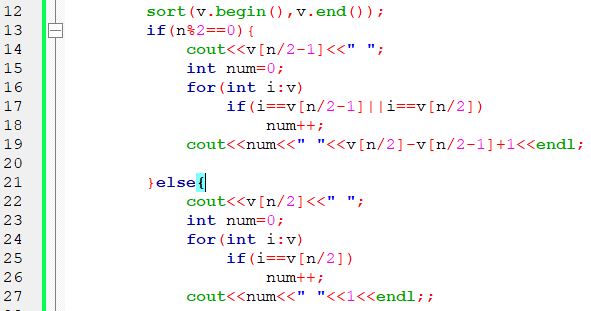 12 sort(v.begin(),v.end());
13 if(n%2==0){
14 cout<<v[n/2-1]<<" ";
15 int num=0;
16 for(int i:v)
17 if(i==v[n/2-1]||i==v[n/2])
18 num++;
19 cout<<num<<" "<<v[n/2]-v[n/2-1]+1<<endl;
20
21 }else{
22 cout<<v[n/2]<<" ";
23 int num=0;
24 for(int i:v)
25 if(i==v[n/2])
26 num++;
27 cout<<num<<" "<<1<<endl;;